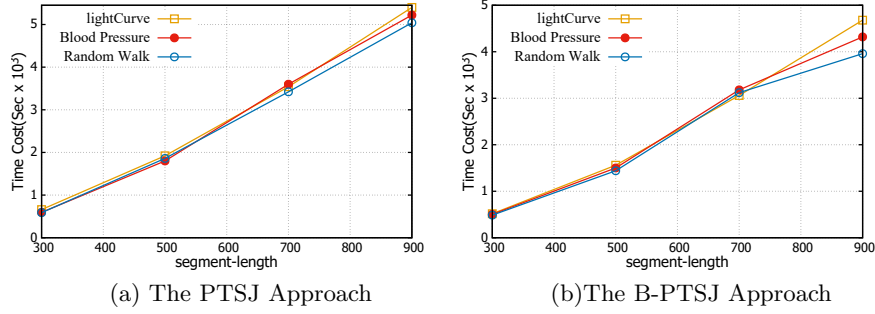 lightCurve
Blood Pressure
Random Walk
Time Cost(Sec x 10³)
5
4
3
2
1
0
300 400 500 600 700 800 900
segment-length
(a) The PTSJ Approach
lightCurve
Blood Pressure
Random Walk
Time Cost(Sec x 10³)
5
4
3
2
1
0
300 400 500 600 700 800 900
segment-length
(b)The B-PTSJ Approach